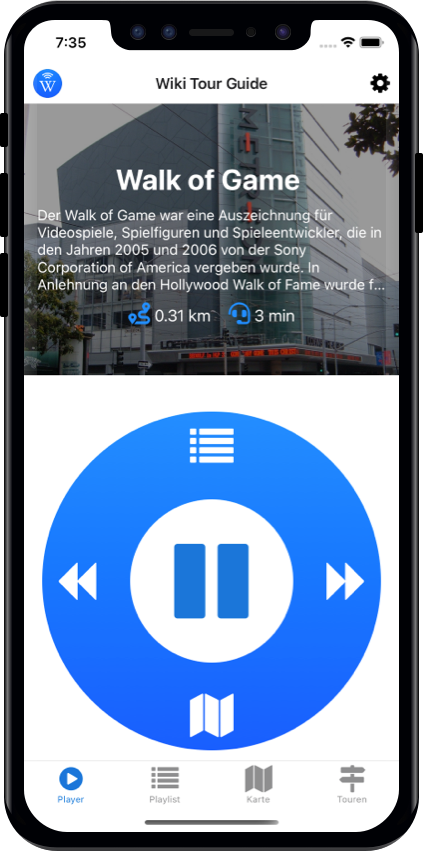 7:35
W
Wiki Tour Guide
Walk of Game
Der Walk of Game war eine Auszeichnung für
Videospiele, Spielfiguren und Spieleentwickler, die in
den Jahren 2005 und 2006 von der Sony
Corporation of America vergeben wurde. In
Anlehnung an den Hollywood Walk of Fame wurde f...
0.31 km
3 min
Player
Playlist
Karte
Touren